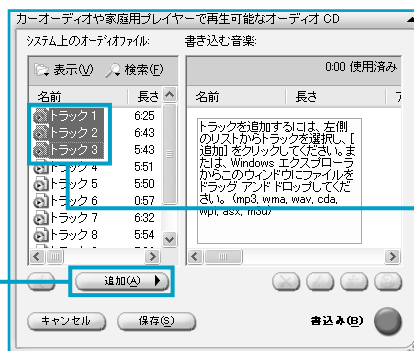 カーオーディオや家庭用プレイヤーで再生可能なオーディオ CD
システム上のオーディオファイル:
書き込む音楽:
表示(V) 検索(F)
0:00 使用済み
名前 長さ
名前 長さ
トラック 1 6:25
トラック 2 6:43
トラック 3 5:43
トラック 4 5:51
トラック 5 5:50
トラック 6 0:57
トラック 7 6:32
トラック 8 5:54
トラックを追加するには、左側
のリストからトラックを選択し、[
追加] をクリックしてください。ま
たは、Windows エクスプローラ
からこのウィンドウにファイルを
ドラッグ アンド ドロップしてくだ
さい。(mp3, wma, wav, cda,
wpl, asx, m3u)
追加(A)
キャンセル 保存(S) 書込み(B)